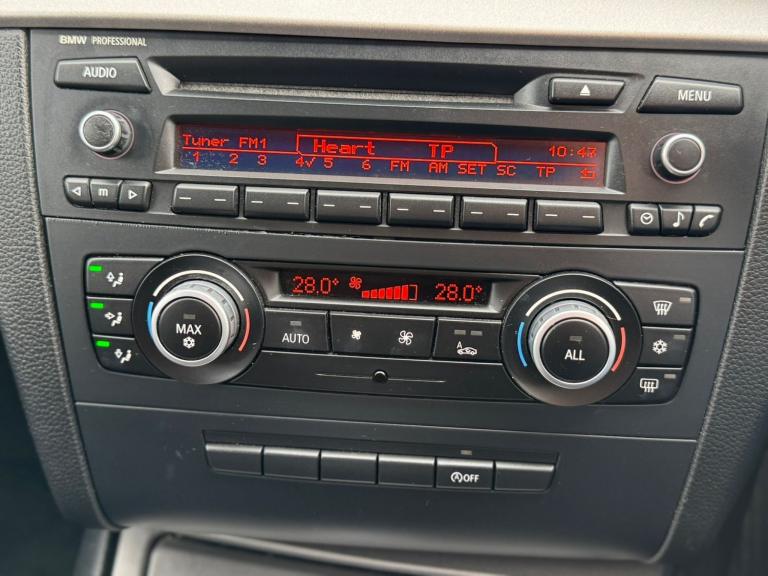 BMW PROFESSIONAL
AUDIO
MENU
Tuner FM1 Heart TP 10:43
1 2 3 4√ 5 6 FM AM SET SC TP
m
28.0° 28.0°
MAX
AUTO
A
ALL
A OFF